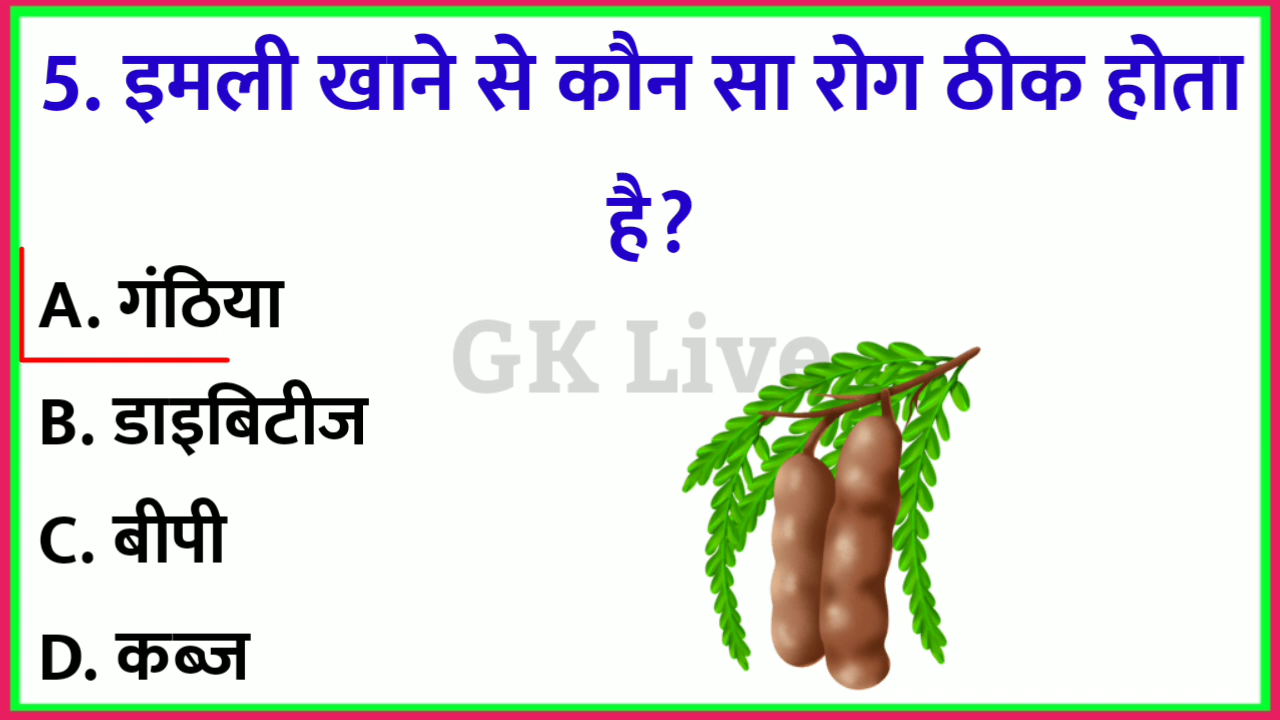 5. इमली खाने से कौन सा रोग ठीक होता
है?
A. गंठिया
GK Live
B. डाइबिटीज
C. बीपी
D. कब्ज